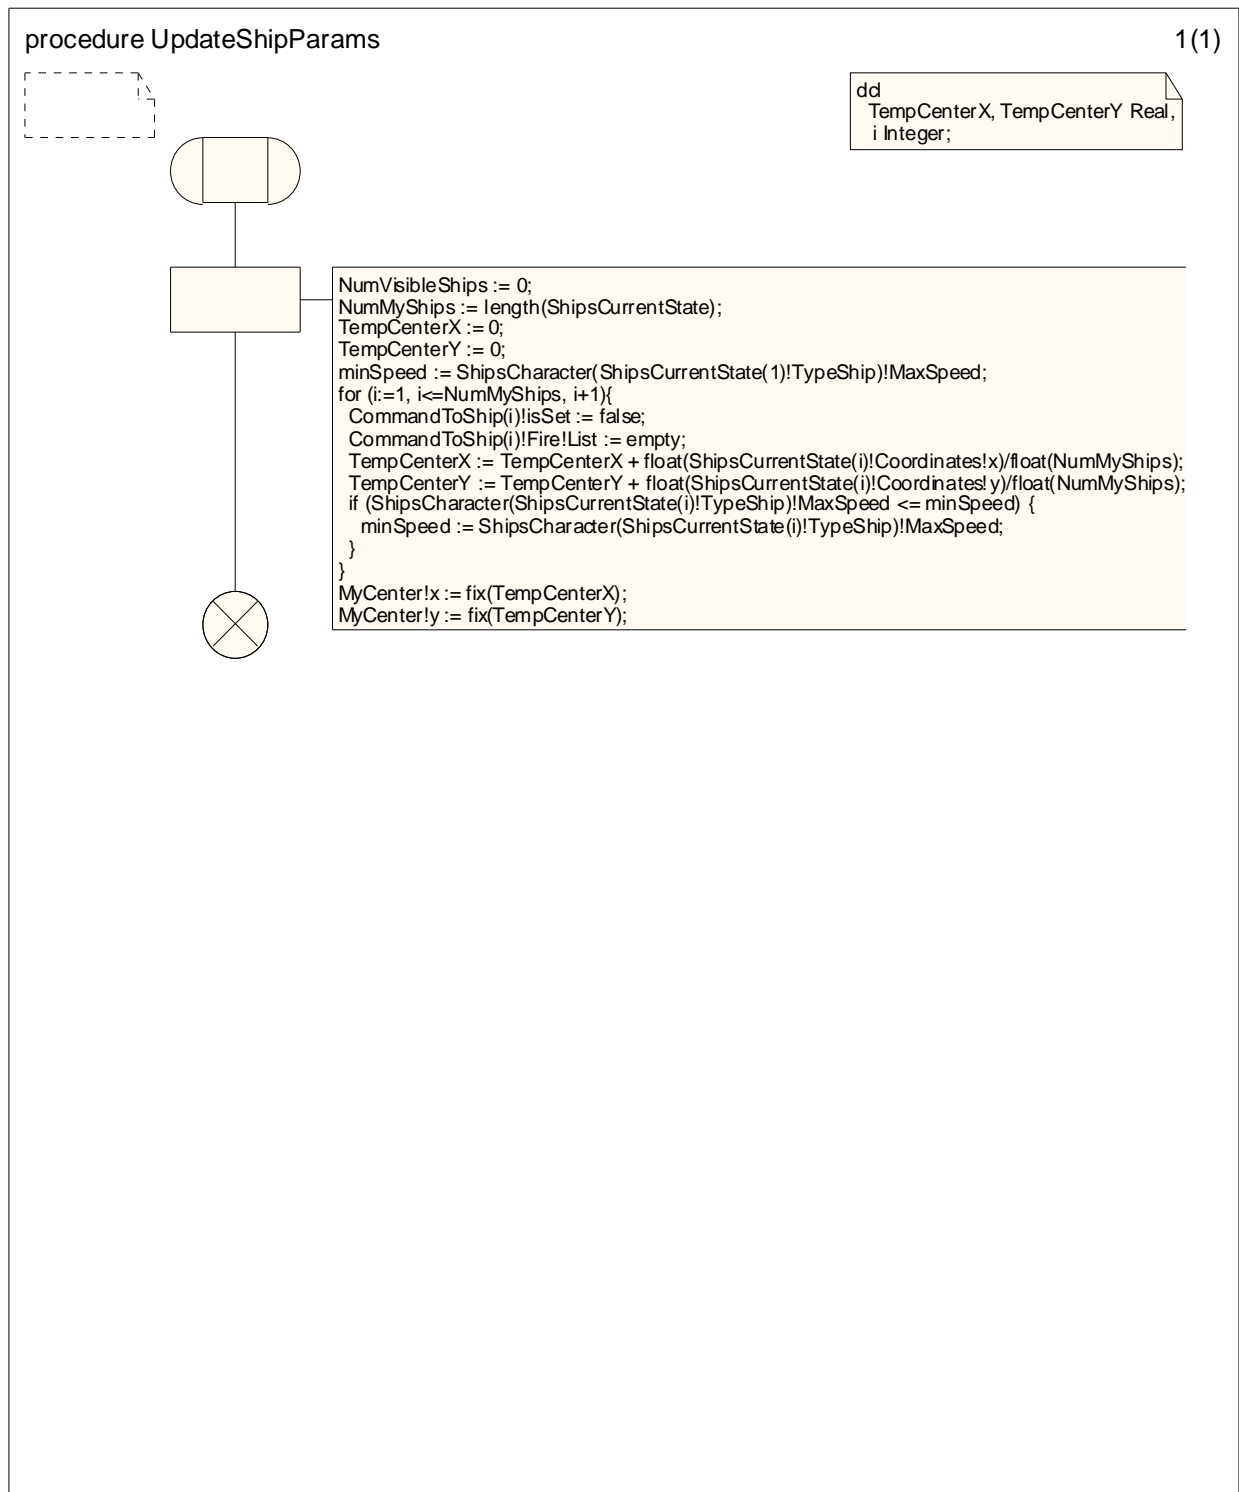 procedure UpdateShipParams
1(1)
dcl
TempCenterX, TempCenterY Real,
i Integer;
NumVisibleShips := 0;
NumMyShips := length(ShipsCurrentState);
TempCenterX := 0;
TempCenterY := 0;
minSpeed := ShipsCharacter(ShipsCurrentState(1)!TypeShip)!MaxSpeed;
for (i:=1, i<=NumMyShips, i+1){
CommandToShip(i)!isSet := false;
CommandToShip(i)!Fire!List := empty;
TempCenterX := TempCenterX + float(ShipsCurrentState(i)!Coordinates!x)/float(NumMyShips);
TempCenterY := TempCenterY + float(ShipsCurrentState(i)!Coordinates!y)/float(NumMyShips);
if (ShipsCharacter(ShipsCurrentState(i)!TypeShip)!MaxSpeed <= minSpeed) {
minSpeed := ShipsCharacter(ShipsCurrentState(i)!TypeShip)!MaxSpeed;
}
}
MyCenter!x := fix(TempCenterX);
MyCenter!y := fix(TempCenterY);